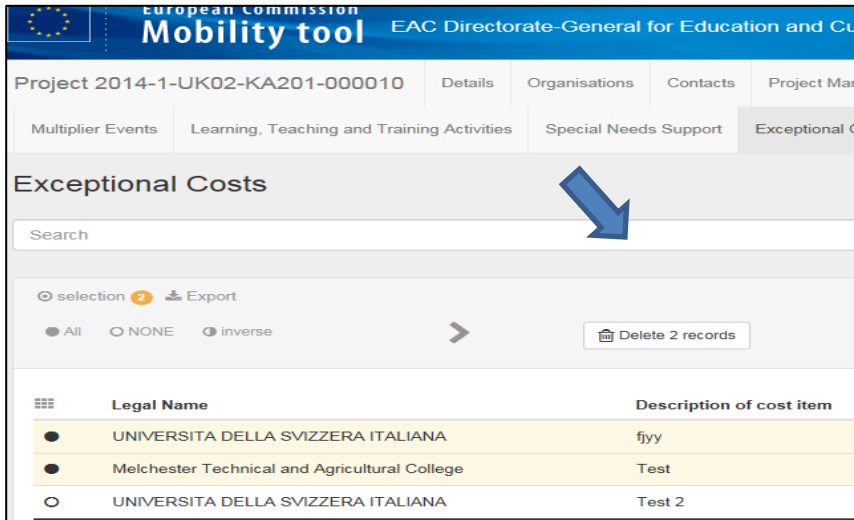 European Commission
Mobility tool EAC Directorate-General for Education and Cu
Project 2014-1-UK02-KA201-000010 Details Organisations Contacts Project Mar
Multiplier Events Learning, Teaching and Training Activities Special Needs Support Exceptional
Exceptional Costs
Search
selection 2 Export
All NONE inverse
Delete 2 records
Legal Name Description of cost item
UNIVERSITA DELLA SVIZZERA ITALIANA fjyy
Melchester Technical and Agricultural College Test
UNIVERSITA DELLA SVIZZERA ITALIANA Test 2